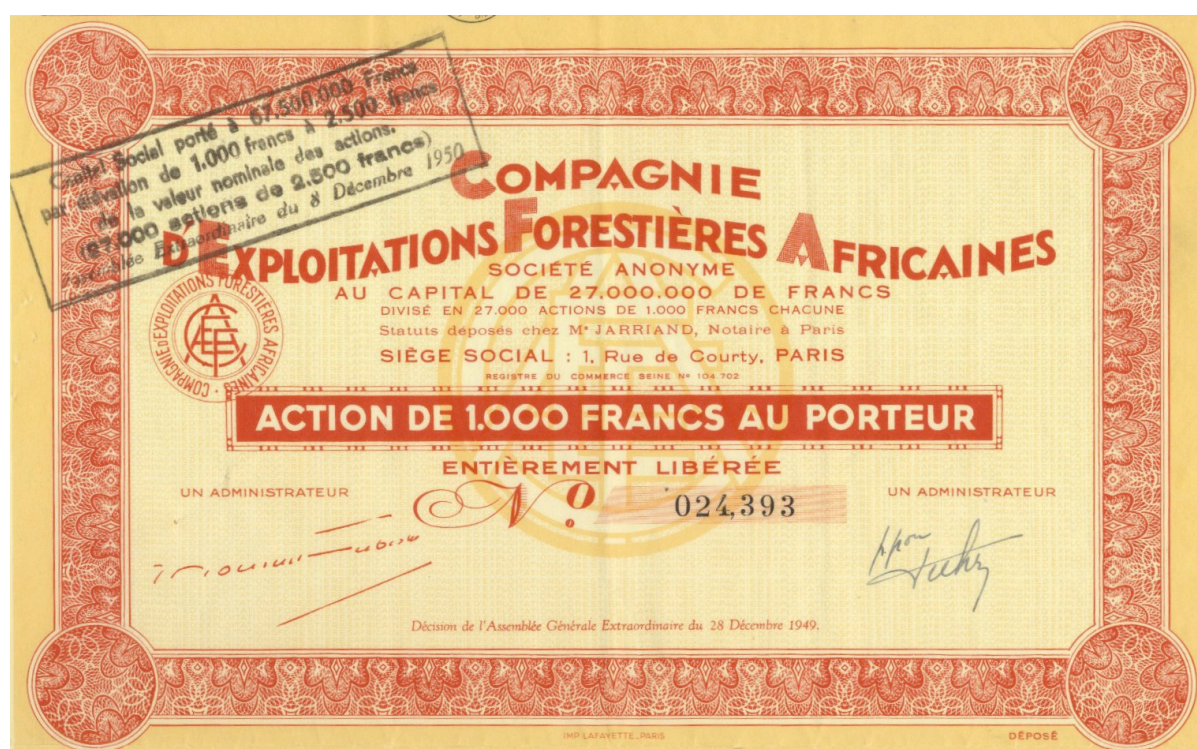 Capital Social porté à 67.500.000 Francs
par élévation de 1.000 francs à 2.500 francs
de la valeur nominale des actions.
(27.000 actions de 2.500 francs)
Assemblée Extraordinaire du 8 Décembre 1950
COMPAGNIE
D'EXPLOITATIONS FORESTIÈRES AFRICAINES
SOCIÉTÉ ANONYME
AU CAPITAL DE 27.000.000 DE FRANCS
DIVISÉ EN 27.000 ACTIONS DE 1.000 FRANCS CHACUNE
Statuts déposés chez Me JARRIAND, Notaire à Paris
SIÈGE SOCIAL : 1, Rue de Courty, PARIS
REGISTRE DU COMMERCE SEINE No 104.702
COMPAGNIE D'EXPLOITATIONS FORESTIÈRES AFRICAINES
ACTION DE 1.000 FRANCS AU PORTEUR
ENTIÈREMENT LIBÉRÉE
UN ADMINISTRATEUR
No 024,393
UN ADMINISTRATEUR
Décision de l'Assemblée Générale Extraordinaire du 28 Décembre 1949.
IMP. LAFAYETTE_PARIS
DÉPOSÉ